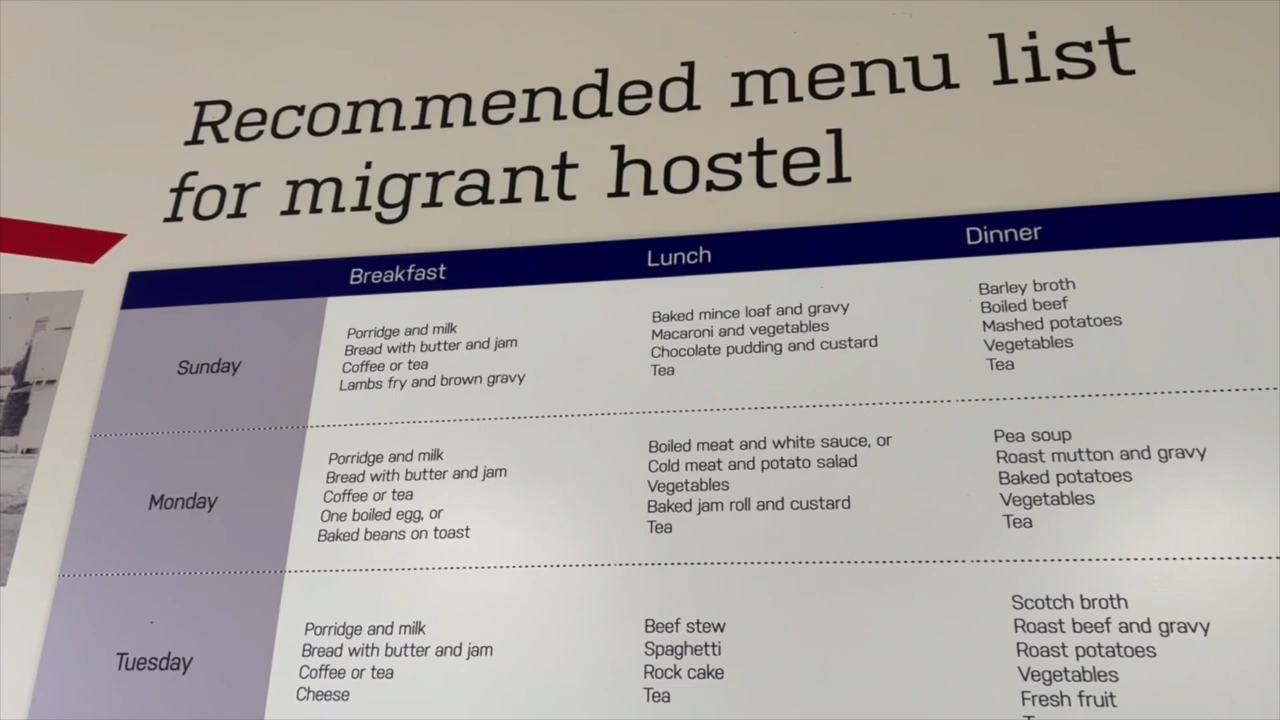 Recommended menu list
for migrant hostel
Breakfast
Lunch
Dinner
Sunday
Porridge and milk
Bread with butter and jam
Coffee or tea
Lambs fry and brown gravy
Baked mince loaf and gravy
Macaroni and vegetables
Chocolate pudding and custard
Tea
Barley broth
Boiled beef
Mashed potatoes
Vegetables
Tea
Monday
Porridge and milk
Bread with butter and jam
Coffee or tea
One boiled egg, or
Baked beans on toast
Boiled meat and white sauce, or
Cold meat and potato salad
Vegetables
Baked jam roll and custard
Tea
Pea soup
Roast mutton and gravy
Baked potatoes
Vegetables
Tea
Tuesday
Porridge and milk
Bread with butter and jam
Coffee or tea
Cheese
Beef stew
Spaghetti
Rock cake
Tea
Scotch broth
Roast beef and gravy
Roast potatoes
Vegetables
Fresh fruit